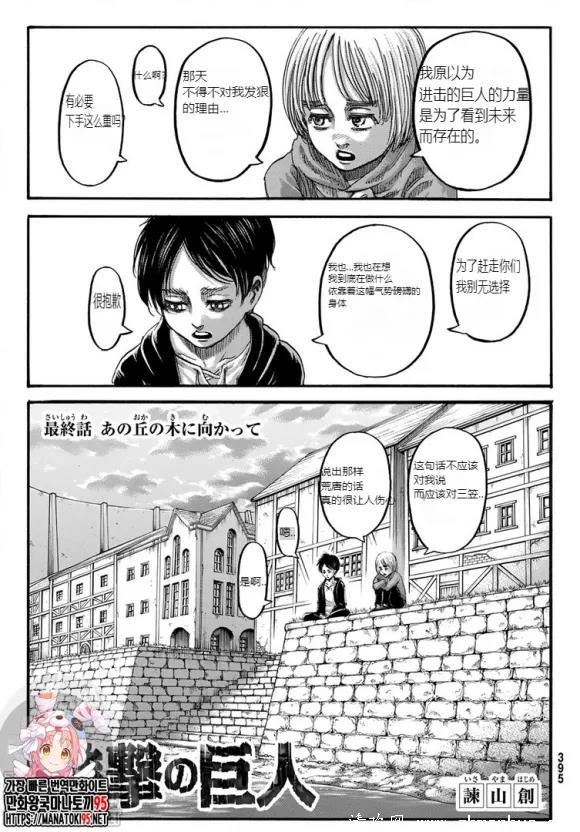 我原以为
进击的巨人的力量
是为了看到未来
而存在的。
那天
不得不对我发狠
的理由...
什么啊?
有必要
下手这么重吗?
为了赶走你们
我别无选择
我也...我也在想
我到底在做什么
依靠着这幅气势磅礴的
身体
很抱歉
さいしゅう わ おか き む
最終話 あの丘の木に向かって
这句话不应该
对我说
而应该对三笠...
说出那样
荒唐的话
真的很让人伤心
嗯..
是啊.
撃の巨人
395
いさ やま はじめ
諫山創
가장 빠른 번역만화이트
만화왕국마나토끼95
HTTPS://MANATOKI95.NET